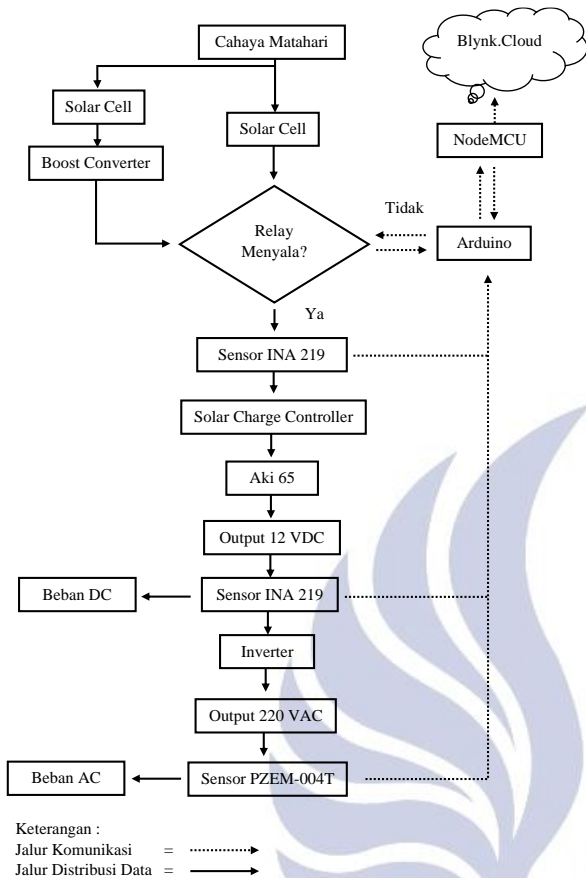 Cahaya Matahari
Blynk.Cloud
Solar Cell
Solar Cell
NodeMCU
Boost Converter
Tidak
Relay
Menyala?
Arduino
Ya
Sensor INA 219
Solar Charge Controller
Aki 65
Output 12 VDC
Beban DC
Sensor INA 219
Inverter
Output 220 VAC
Beban AC
Sensor PZEM-004T
Keterangan :
Jalur Komunikasi =
Jalur Distribusi Data =